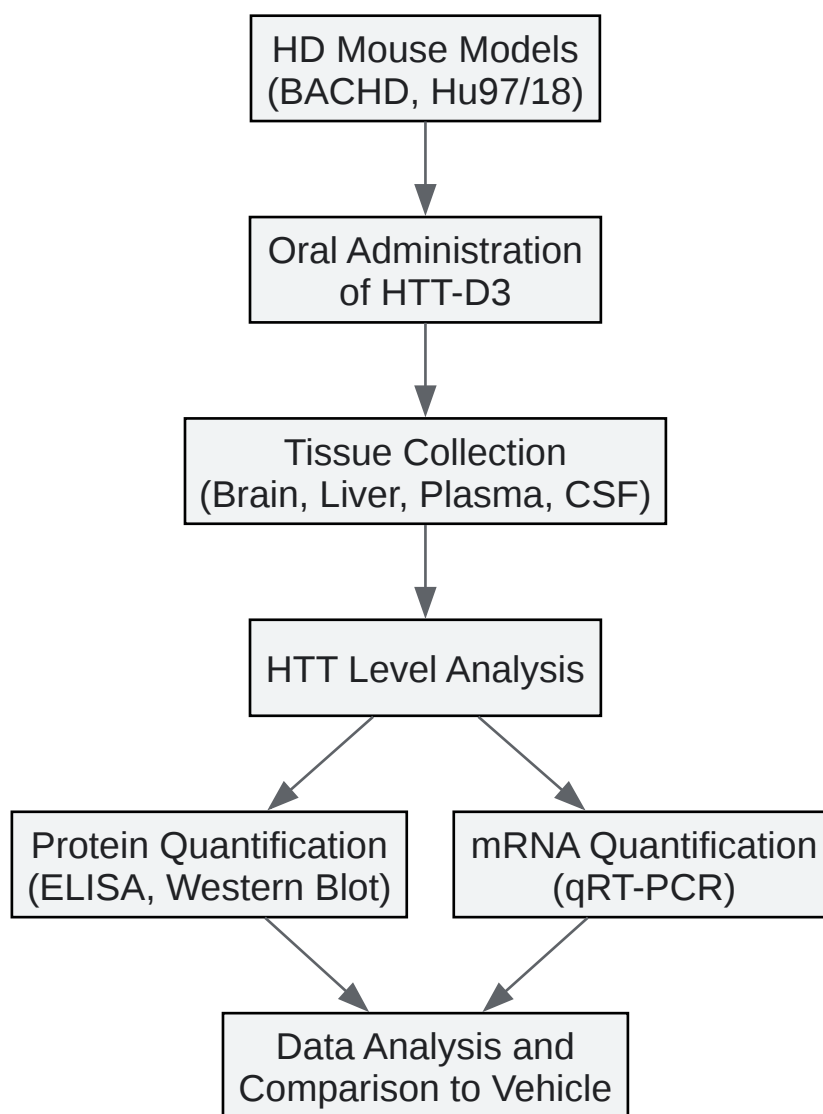 HD Mouse Models
(BACHD, Hu97/18)
Oral Administration
of HTT-D3
Tissue Collection
(Brain, Liver, Plasma, CSF)
HTT Level Analysis
Protein Quantification
(ELISA, Western Blot)
mRNA Quantification
(qRT-PCR)
Data Analysis and
Comparison to Vehicle